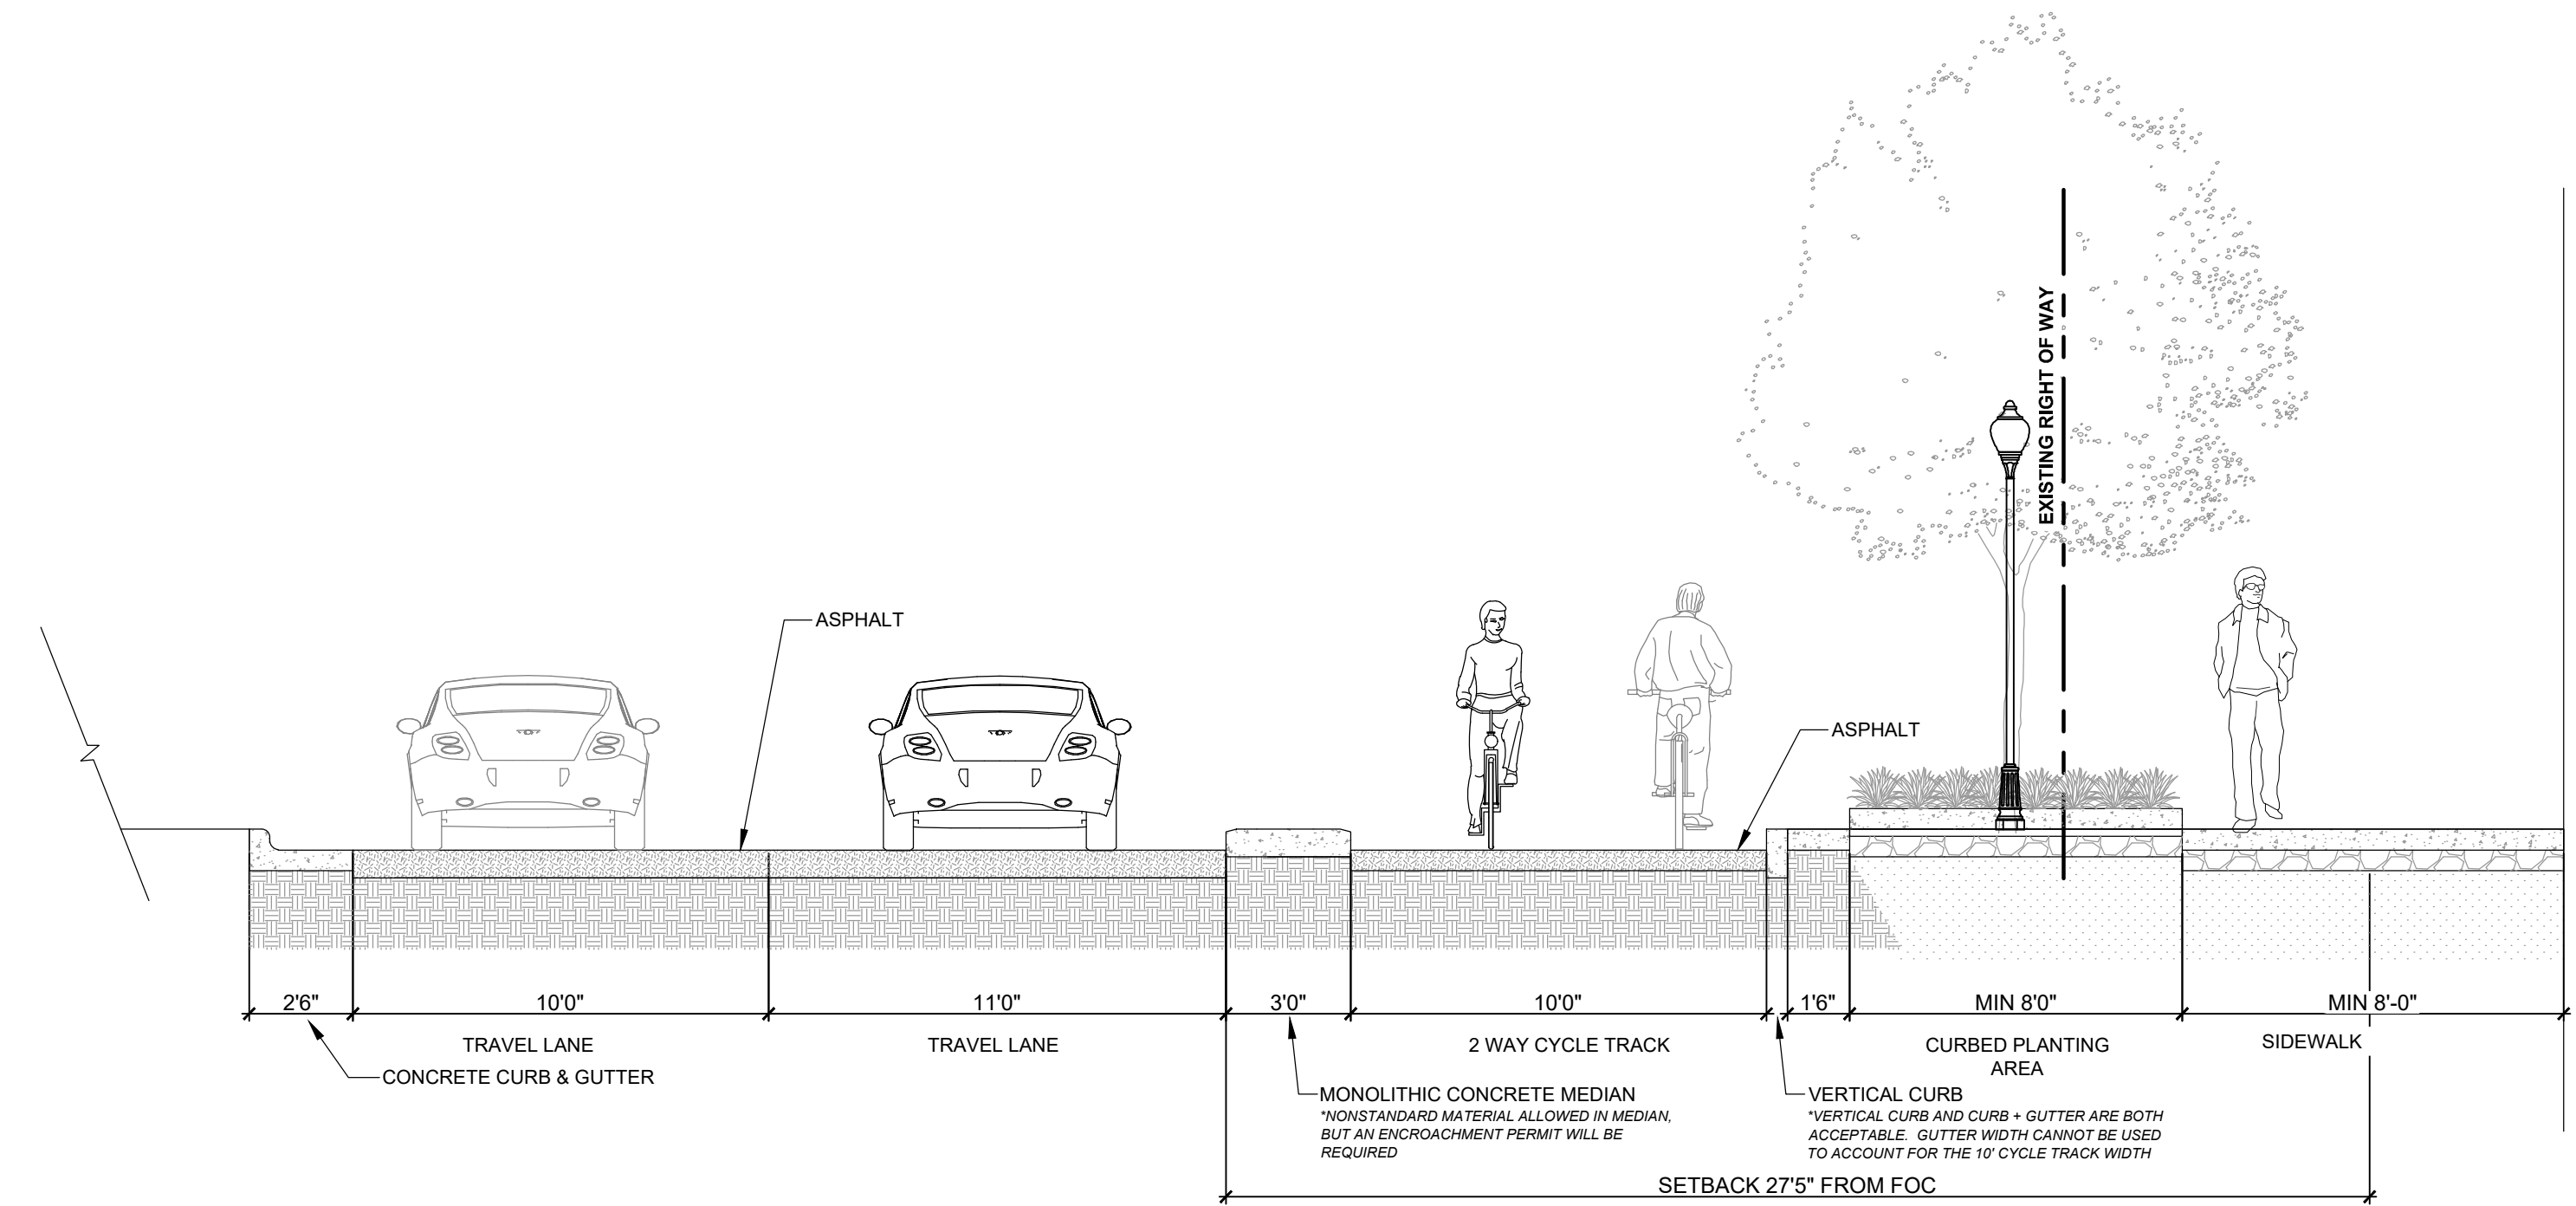 EXISTING RIGHT OF WAY
ASPHALT
ASPHALT
2'6"
10'0"
11'0"
3'0"
10'0"
1'6"
MIN 8'0"
MIN 8'-0"
TRAVEL LANE
TRAVEL LANE
2 WAY CYCLE TRACK
CURBED PLANTING
AREA
SIDEWALK
CONCRETE CURB & GUTTER
MONOLITHIC CONCRETE MEDIAN
*NONSTANDARD MATERIAL ALLOWED IN MEDIAN,
BUT AN ENCROACHMENT PERMIT WILL BE
REQUIRED
VERTICAL CURB
*VERTICAL CURB AND CURB + GUTTER ARE BOTH
ACCEPTABLE. GUTTER WIDTH CANNOT BE USED
TO ACCOUNT FOR THE 10' CYCLE TRACK WIDTH
SETBACK 27'5" FROM FOC